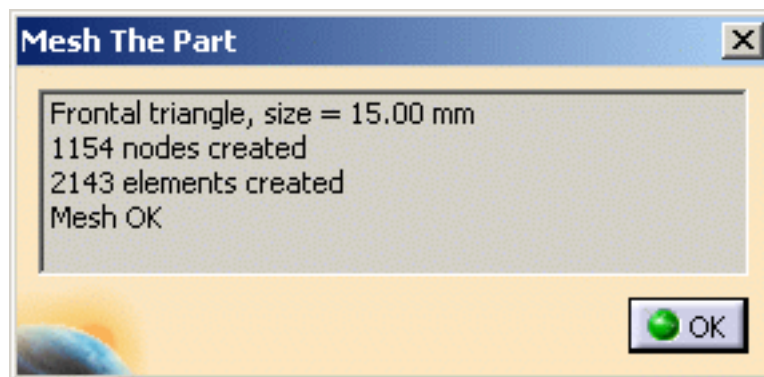 Mesh The Part
Frontal triangle, size = 15.00 mm
1154 nodes created
2143 elements created
Mesh OK
OK